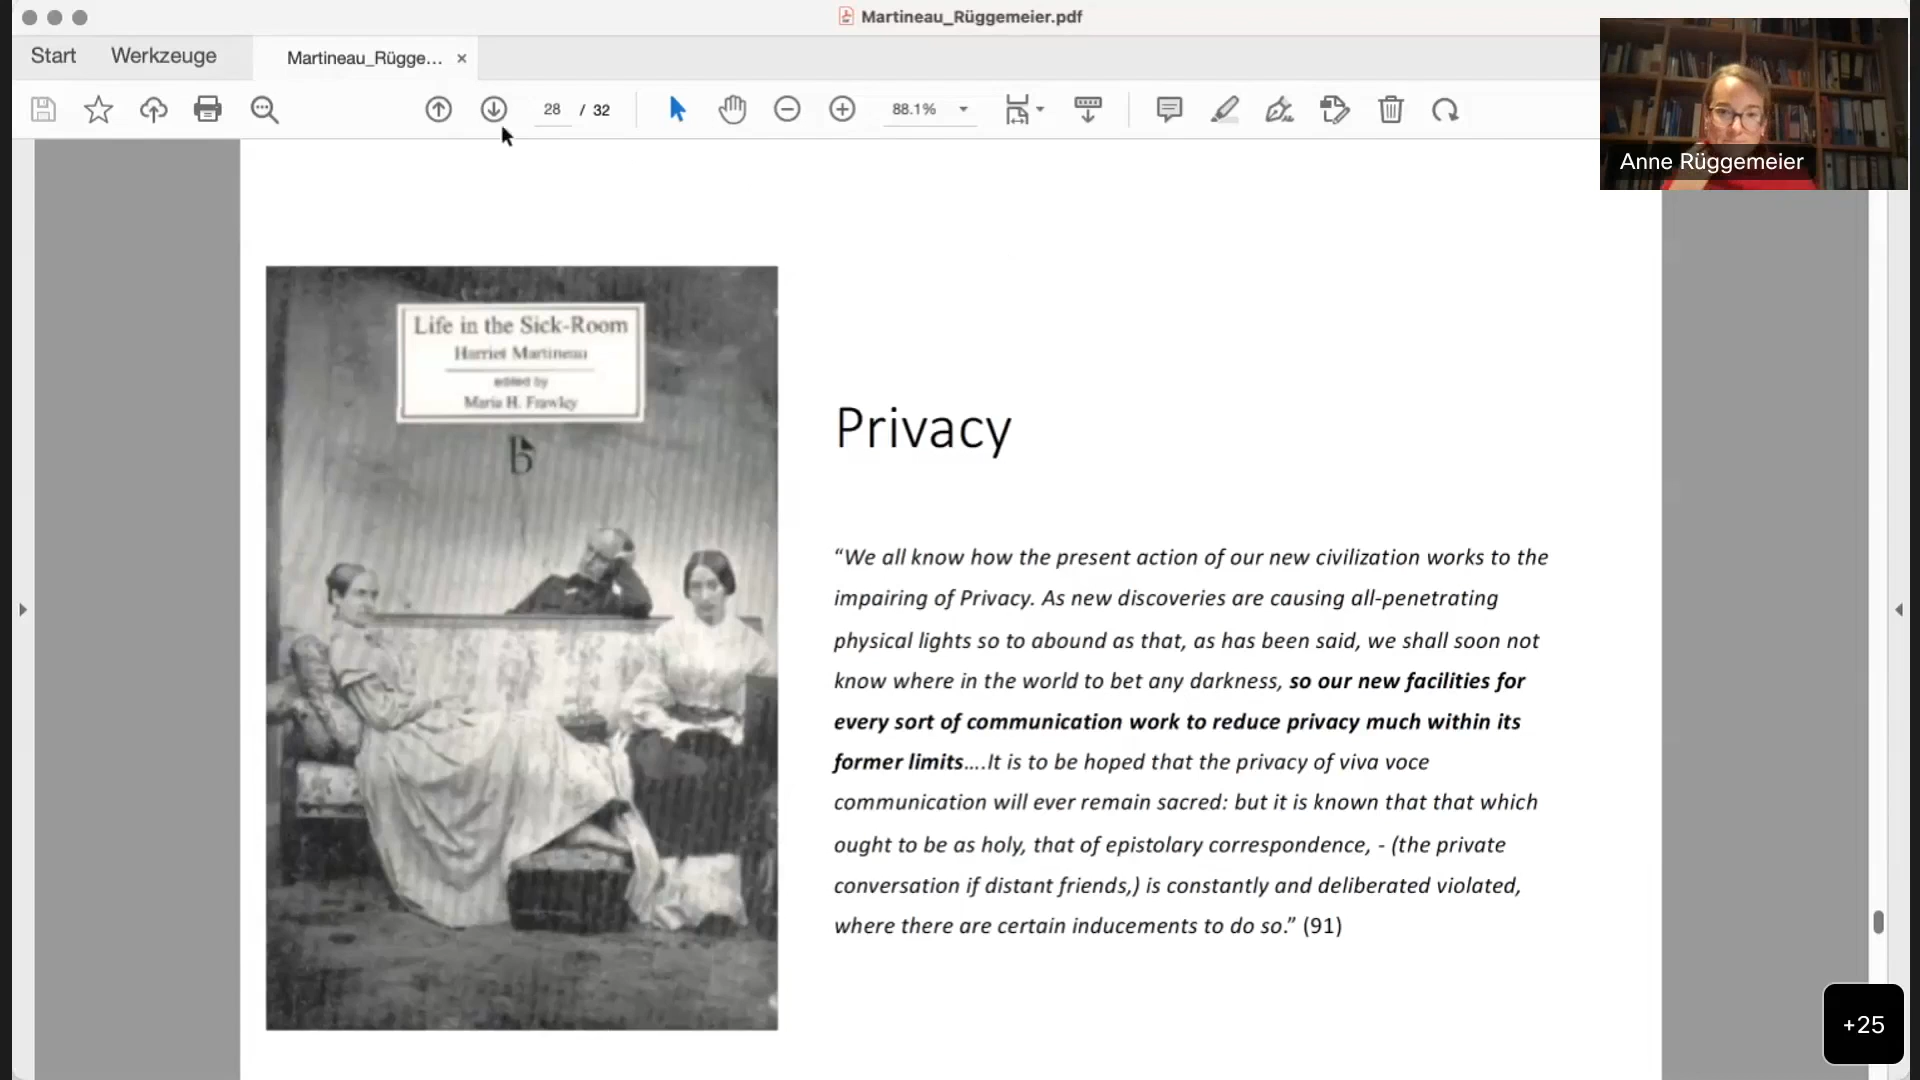 Martineau_Rüggemeier.pdf
Start Werkzeuge Martineau_Rügge... ×
28 / 32 88.1%
Anne Rüggemeier
Life in the Sick-Room
Harriet Martineau
edited by
Maria H. Frawley
b
Privacy
“We all know how the present action of our new civilization works to the
impairing of Privacy. As new discoveries are causing all-penetrating
physical lights so to abound as that, as has been said, we shall soon not
know where in the world to bet any darkness, so our new facilities for
every sort of communication work to reduce privacy much within its
former limits....It is to be hoped that the privacy of viva voce
communication will ever remain sacred: but it is known that that which
ought to be as holy, that of epistolary correspondence, - (the private
conversation if distant friends,) is constantly and deliberated violated,
where there are certain inducements to do so.” (91)
+25